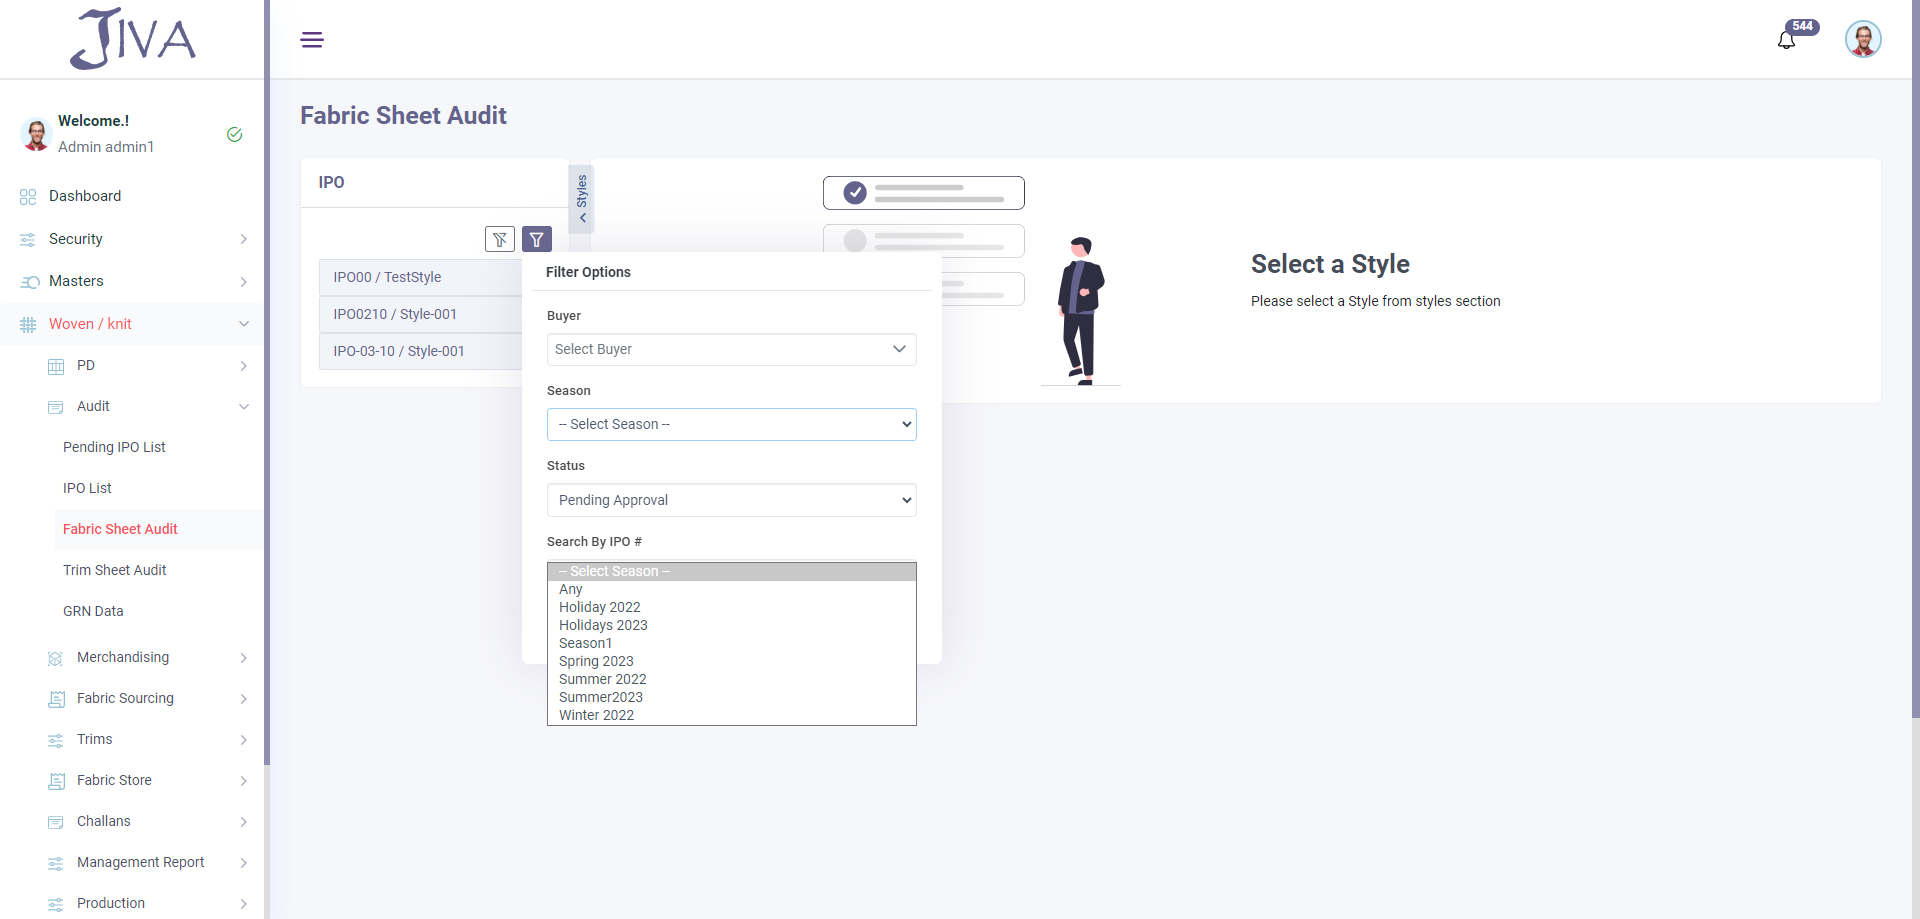 JIVA
544
Welcome.!
Admin admin1
Dashboard
Security
Masters
Woven / knit
PD
Audit
Pending IPO List
IPO List
Fabric Sheet Audit
Trim Sheet Audit
GRN Data
Merchandising
Fabric Sourcing
Trims
Fabric Store
Challans
Management Report
Production
Fabric Sheet Audit
IPO
Styles
IPO00 / TestStyle
IPO0210 / Style-001
IPO-03-10 / Style-001
Filter Options
Buyer
Select Buyer
Season
-- Select Season --
Status
Pending Approval
Search By IPO #
-- Select Season --
Any
Holiday 2022
Holidays 2023
Season1
Spring 2023
Summer 2022
Summer2023
Winter 2022
Select a Style
Please select a Style from styles section